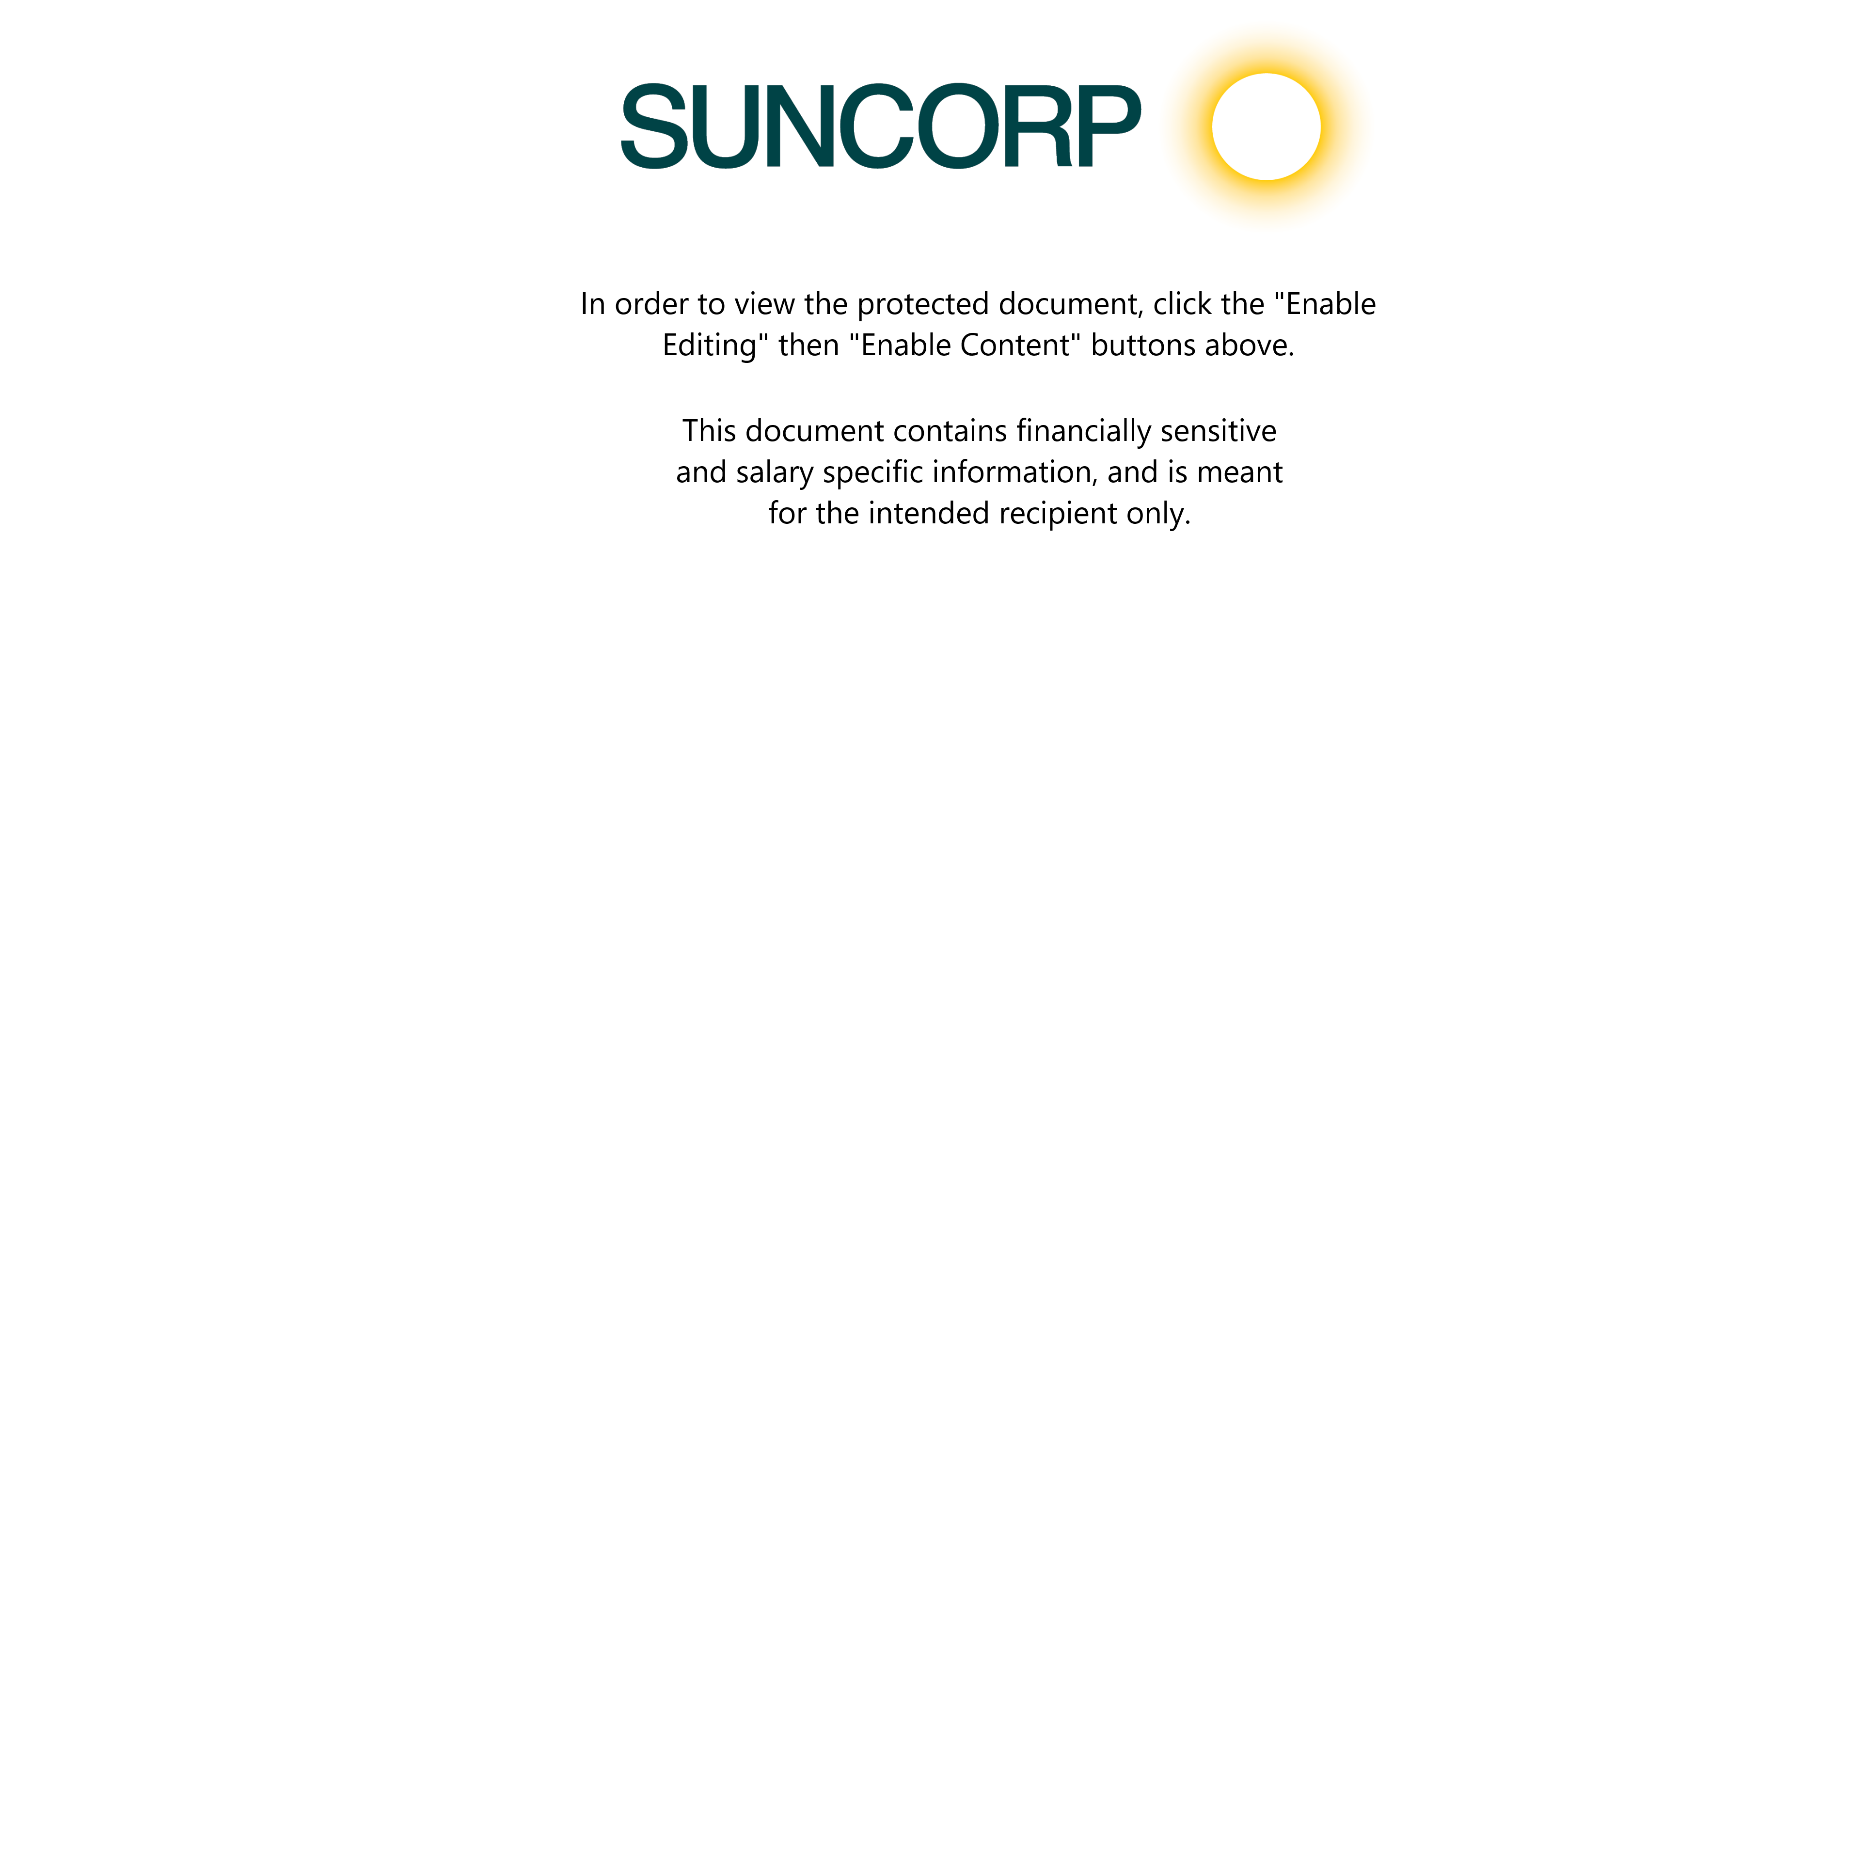 SUNCORP
In order to view the protected document, click the "Enable
Editing" then "Enable Content" buttons above.
This document contains financially sensitive
and salary specific information, and is meant
for the intended recipient only.